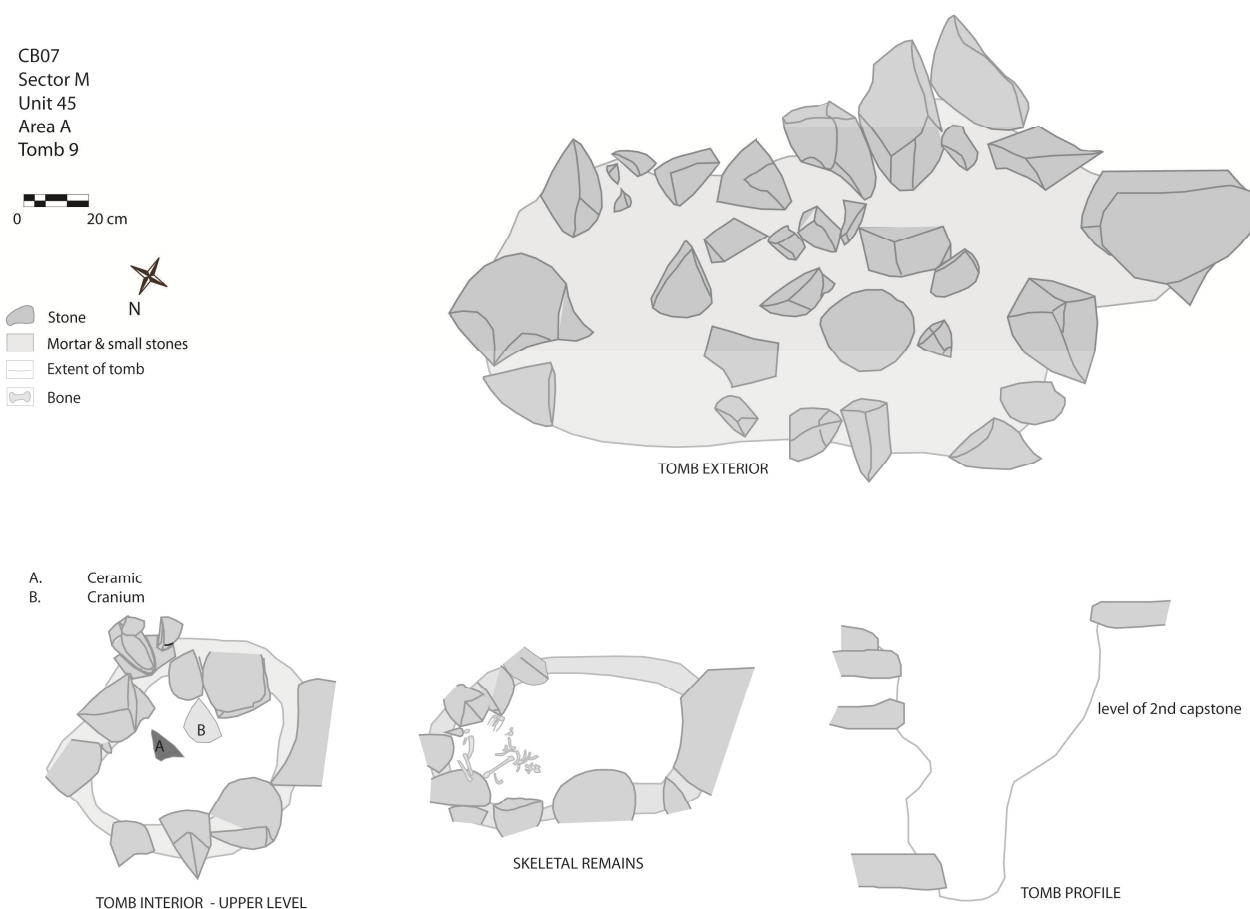 CB07
Sector M
Unit 45
Area A
Tomb 9
0 20 cm
N
Stone
Mortar & small stones
Extent of tomb
Bone
TOMB EXTERIOR
A. Ceramic
B. Cranium
A
B
TOMB INTERIOR - UPPER LEVEL
SKELETAL REMAINS
level of 2nd capstone
TOMB PROFILE